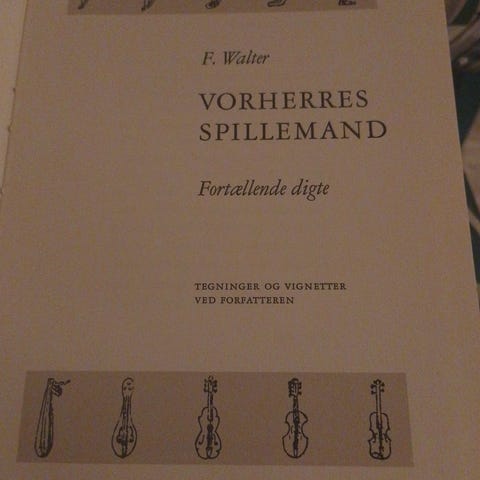 F. Walter
VORHERRES
SPILLEMAND
Fortællende digte
TEGNINGER OG VIGNETTER
VED FORFATTEREN